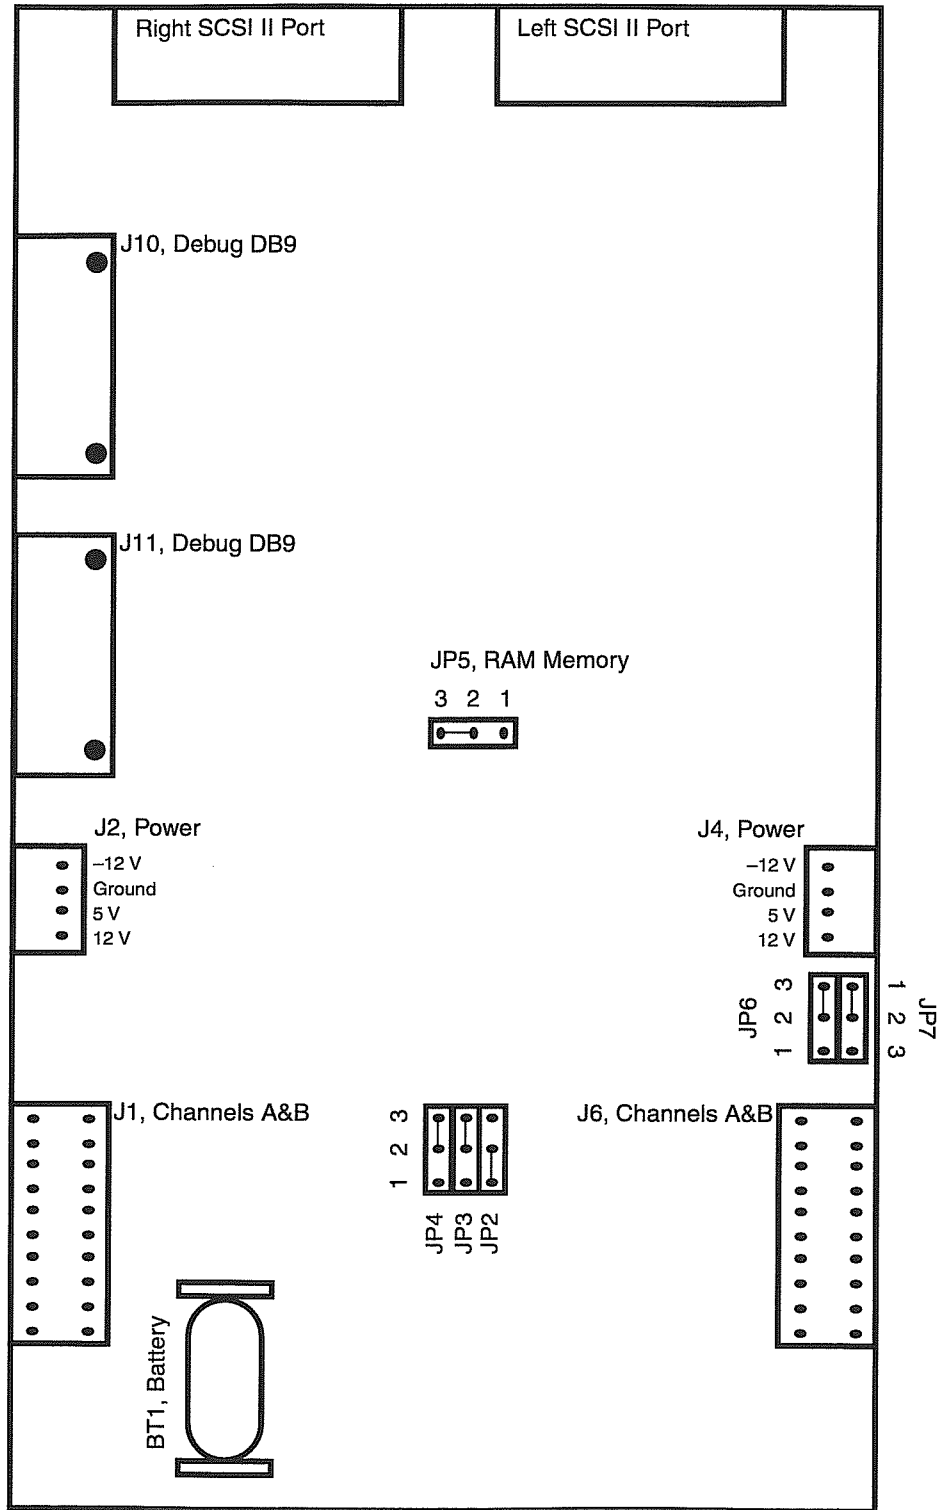 Right SCSI II Port
Left SCSI II Port
J10, Debug DB9
J11, Debug DB9
JP5, RAM Memory
3 2 1
J2, Power
–12 V
Ground
5 V
12 V
J4, Power
–12 V
Ground
5 V
12 V
JP6
3
2
1
1
2
3
JP7
J1, Channels A&B
3
2
1
JP4
JP3
JP2
J6, Channels A&B
BT1, Battery